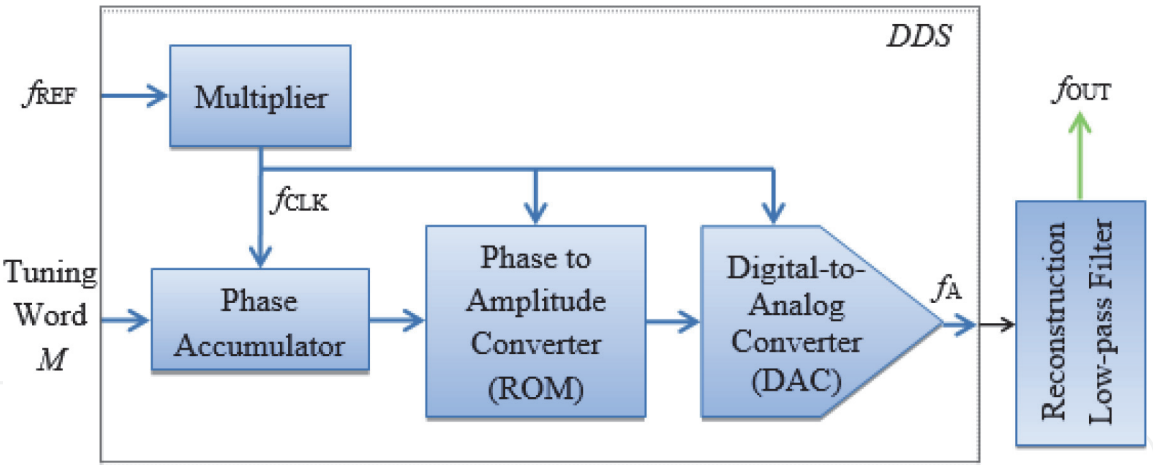 DDS
fREF
Multiplier
fOUT
fCLK
Tuning
Word
M
Phase
Accumulator
Phase to
Amplitude
Converter
(ROM)
Digital-to-
Analog
Converter
(DAC)
fA
Reconstruction
Low-pass Filter